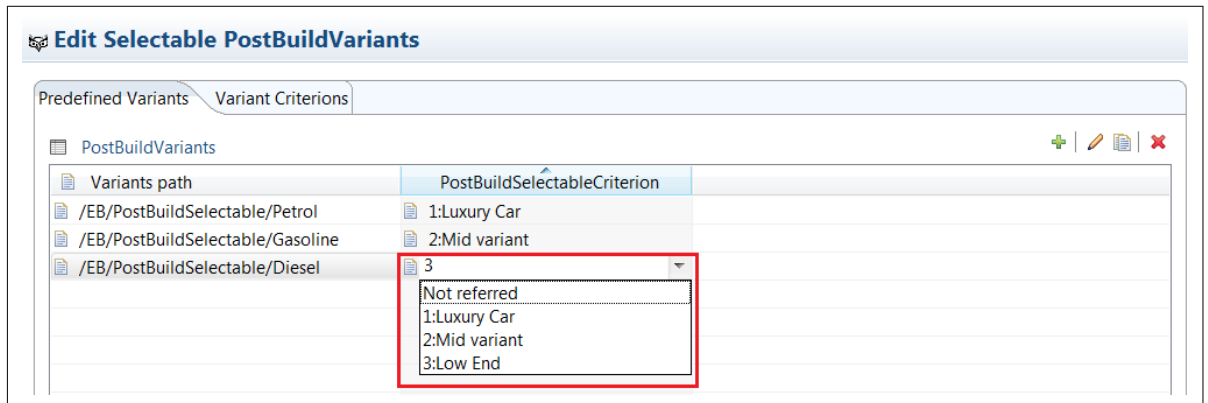 Edit Selectable PostBuildVariants
Predefined Variants Variant Criterions
PostBuildVariants
Variants path PostBuildSelectableCriterion
/EB/PostBuildSelectable/Petrol 1:Luxury Car
/EB/PostBuildSelectable/Gasoline 2:Mid variant
/EB/PostBuildSelectable/Diesel 3
Not referred
1:Luxury Car
2:Mid variant
3:Low End